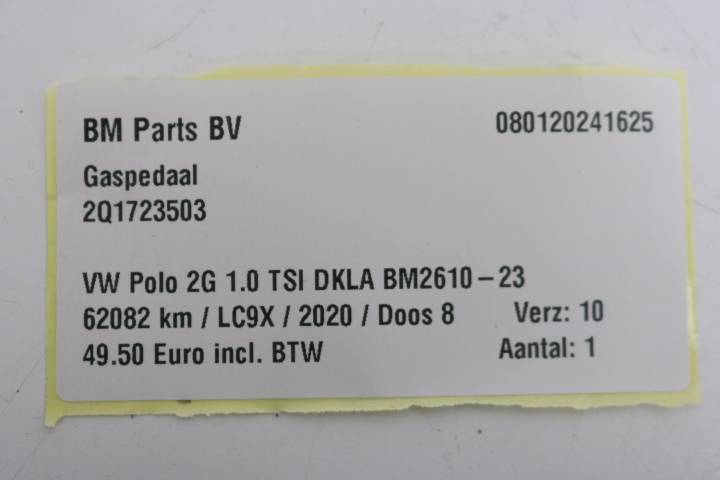 BM Parts BV 080120241625
Gaspedaal
2Q1723503
VW Polo 2G 1.0 TSI DKLA BM2610-23
62082 km / LC9X / 2020 / Doos 8 Verz: 10
49.50 Euro incl. BTW Aantal: 1